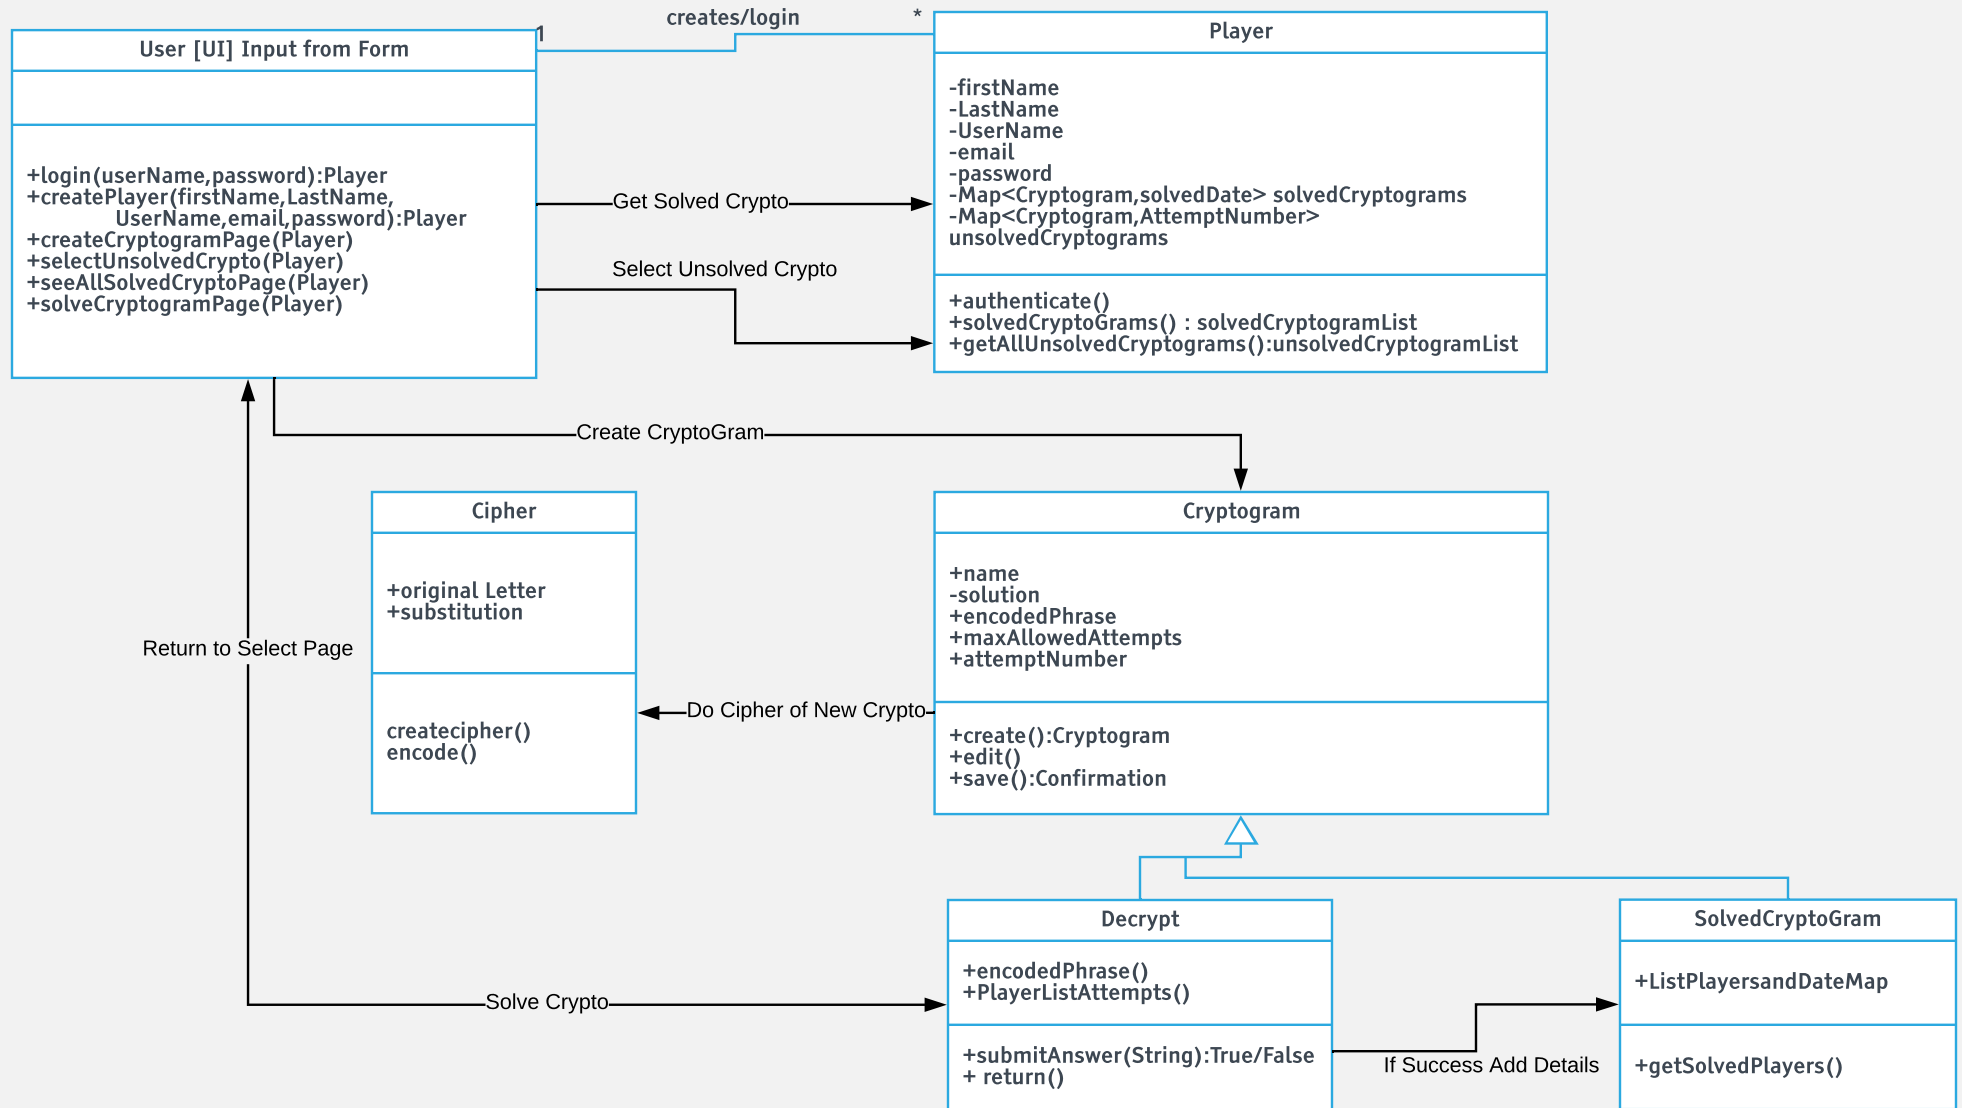 creates/login
*
1
User [UI] Input from Form
+login(userName,password):Player
+createPlayer(firstName,LastName,
UserName,email,password):Player
+createCryptogramPage(Player)
+selectUnsolvedCrypto(Player)
+seeAllSolvedCryptoPage(Player)
+solveCryptogramPage(Player)
Get Solved Crypto
Select Unsolved Crypto
Player
-firstName
-LastName
-UserName
-email
-password
-Map<Cryptogram,solvedDate> solvedCryptograms
-Map<Cryptogram,AttemptNumber>
unsolvedCryptograms
+authenticate()
+solvedCryptoGrams() : solvedCryptogramList
+getAllUnsolvedCryptograms():unsolvedCryptogramList
Create CryptoGram
Cipher
+original Letter
+substitution
createcipher()
encode()
Return to Select Page
Do Cipher of New Crypto
Cryptogram
+name
-solution
+encodedPhrase
+maxAllowedAttempts
+attemptNumber
+create():Cryptogram
+edit()
+save():Confirmation
Solve Crypto
Decrypt
+encodedPhrase()
+PlayerListAttempts()
+submitAnswer(String):True/False
+ return()
If Success Add Details
SolvedCryptoGram
+ListPlayersandDateMap
+getSolvedPlayers()